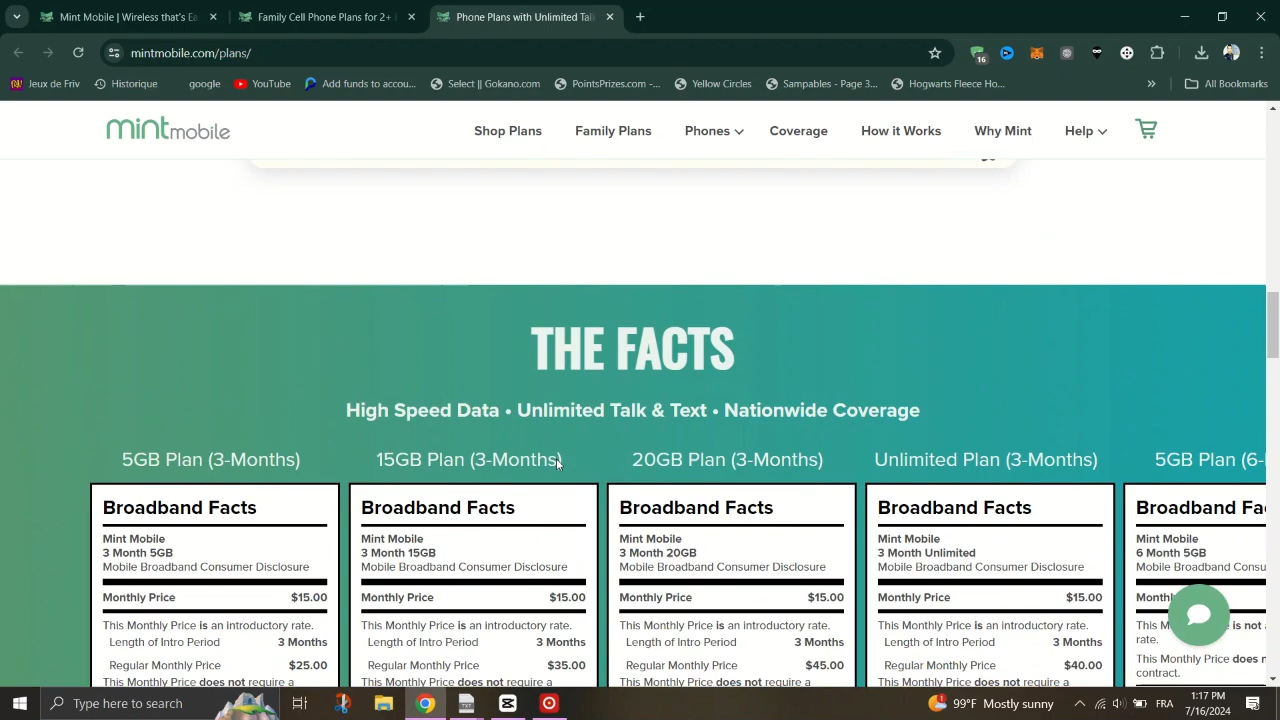 Mint Mobile | Wireless that's Ea
Family Cell Phone Plans for 2+ L
Phone Plans with Unlimited Talk
mintmobile.com/plans/
16
Jeux de Friv
Historique
google
YouTube
Add funds to accou...
Select || Gokano.com
PointsPrizes.com -...
Yellow Circles
Sampables - Page 3...
Hogwarts Fleece Ho...
All Bookmarks
mintmobile
Shop Plans
Family Plans
Phones
Coverage
How it Works
Why Mint
Help
THE FACTS
High Speed Data • Unlimited Talk & Text • Nationwide Coverage
5GB Plan (3-Months)
15GB Plan (3-Months)
20GB Plan (3-Months)
Unlimited Plan (3-Months)
5GB Plan (6-
Broadband Facts
Mint Mobile
3 Month 5GB
Mobile Broadband Consumer Disclosure
Monthly Price $15.00
This Monthly Price is an introductory rate.
Length of Intro Period 3 Months
Regular Monthly Price $25.00
This Monthly Price does not require a
Broadband Facts
Mint Mobile
3 Month 15GB
Mobile Broadband Consumer Disclosure
Monthly Price $15.00
This Monthly Price is an introductory rate.
Length of Intro Period 3 Months
Regular Monthly Price $35.00
This Monthly Price does not require a
Broadband Facts
Mint Mobile
3 Month 20GB
Mobile Broadband Consumer Disclosure
Monthly Price $15.00
This Monthly Price is an introductory rate.
Length of Intro Period 3 Months
Regular Monthly Price $45.00
This Monthly Price does not require a
Broadband Facts
Mint Mobile
3 Month Unlimited
Mobile Broadband Consumer Disclosure
Monthly Price $15.00
This Monthly Price is an introductory rate.
Length of Intro Period 3 Months
Regular Monthly Price $40.00
This Monthly Price does not require a
Broadband Fa
Mint Mobile
6 Month 5GB
Mobile Broadband Consu
Month
This Mo is not
rate.
This Monthly Price does n
contract.
Type here to search
99°F Mostly sunny
FRA
1:17 PM
7/16/2024